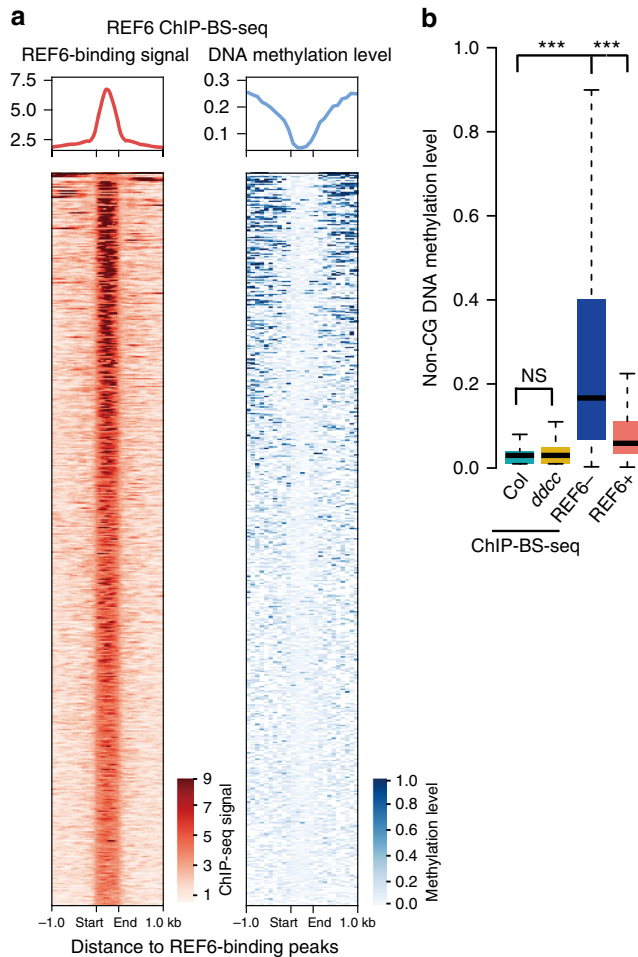 a
REF6 ChIP-BS-seq
REF6-binding signal
DNA methylation level
7.5
5.0
2.5
0.3
0.2
0.1
9
7
5
3
1
ChIP-seq signal
1.0
0.8
0.6
0.4
0.2
0.0
Methylation level
−1.0 Start End 1.0 kb
−1.0 Start End 1.0 kb
Distance to REF6-binding peaks
b
1.0
0.8
0.6
0.4
0.2
0.0
Non-CG DNA methylation level
*** ***
NS
Col
ddcc
REF6−
REF6+
ChIP-BS-seq